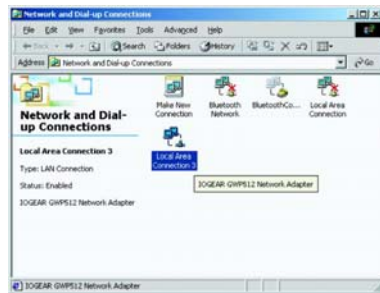 Network and Dial-up Connections
File Edit View Favorites Tools Advanced Help
Back Search Folders History
Address Network and Dial-up Connections Go
Network and Dial-up Connections
Local Area Connection 3
Type: LAN Connection
Status: Enabled
IOGEAR GWP512 Network Adapter
Make New Connection
Bluetooth Network
BluetoothCo...
Local Area Connection
Local Area Connection 3
IOGEAR GWP512 Network Adapter
IOGEAR GWP512 Network Adapter